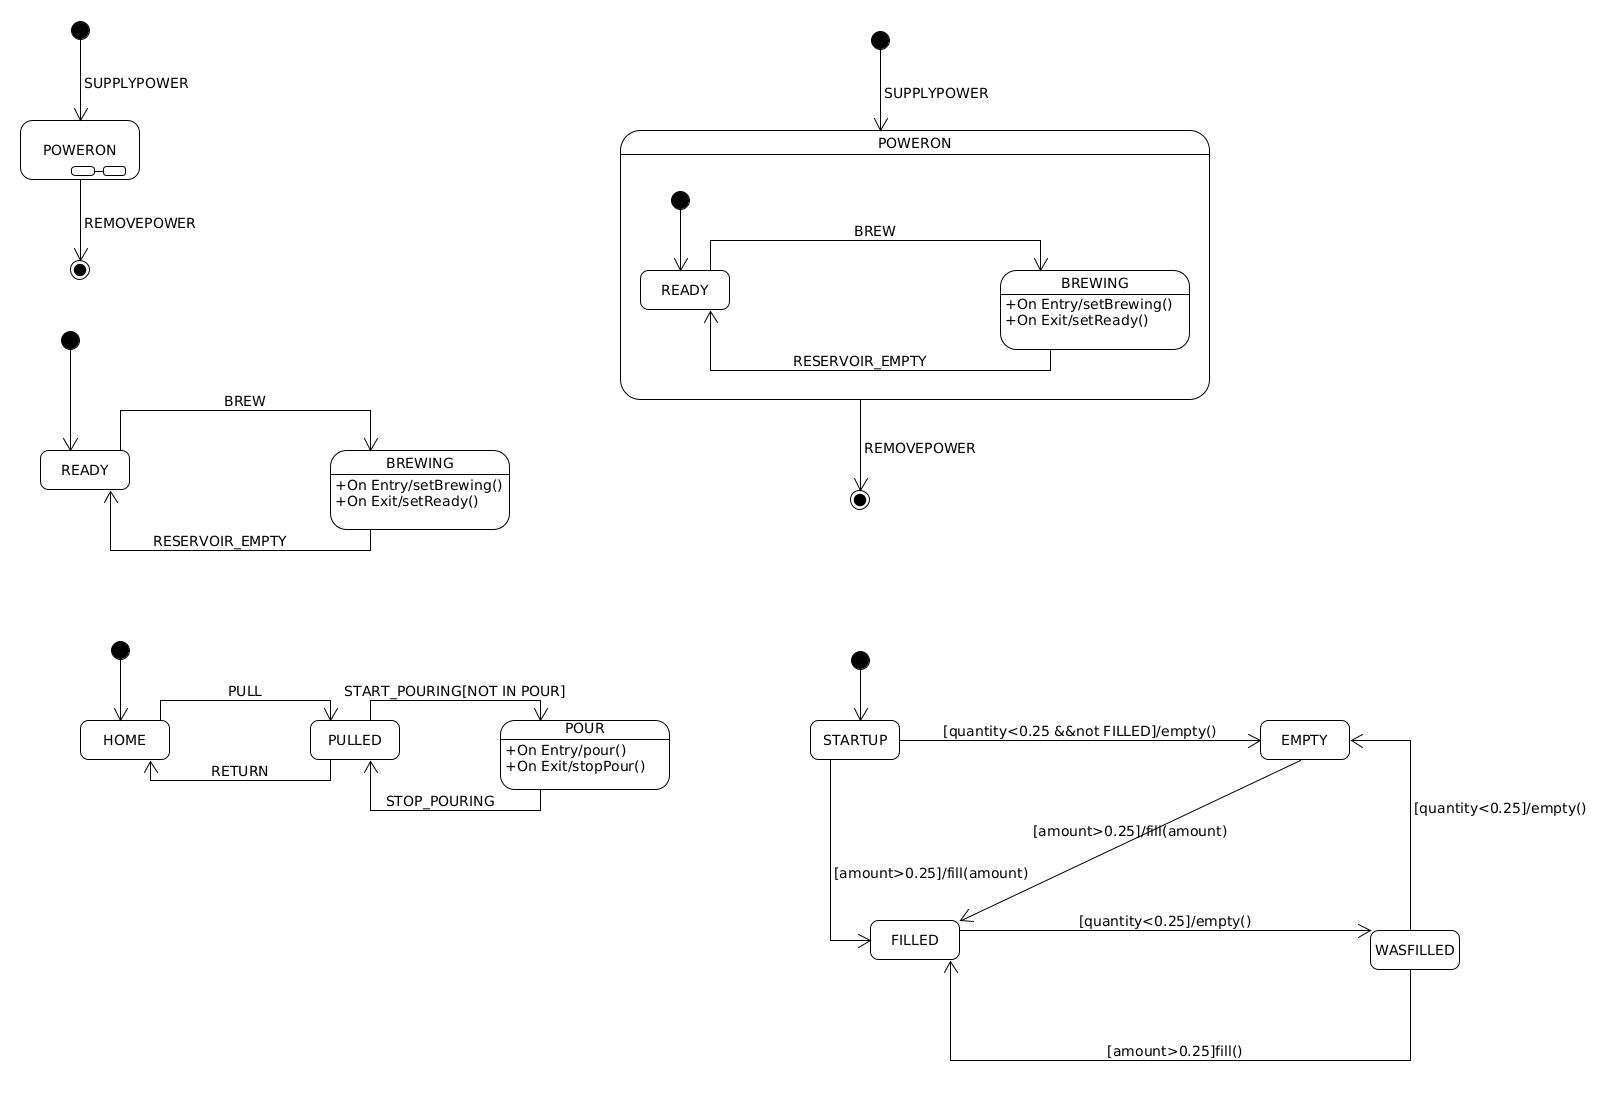 SUPPLYPOWER
POWERON
REMOVEPOWER
BREW
READY
BREWING
+On Entry/setBrewing()
+On Exit/setReady()
RESERVOIR_EMPTY
SUPPLYPOWER
POWERON
BREW
READY
BREWING
+On Entry/setBrewing()
+On Exit/setReady()
RESERVOIR_EMPTY
REMOVEPOWER
PULL
START_POURING[NOT IN POUR]
HOME
PULLED
POUR
+On Entry/pour()
+On Exit/stopPour()
RETURN
STOP_POURING
STARTUP
[quantity<0.25 &&not FILLED]/empty()
EMPTY
[quantity<0.25]/empty()
[amount>0.25]/fill(amount)
[amount>0.25]/fill(amount)
FILLED
[quantity<0.25]/empty()
WASFILLED
[amount>0.25]fill()